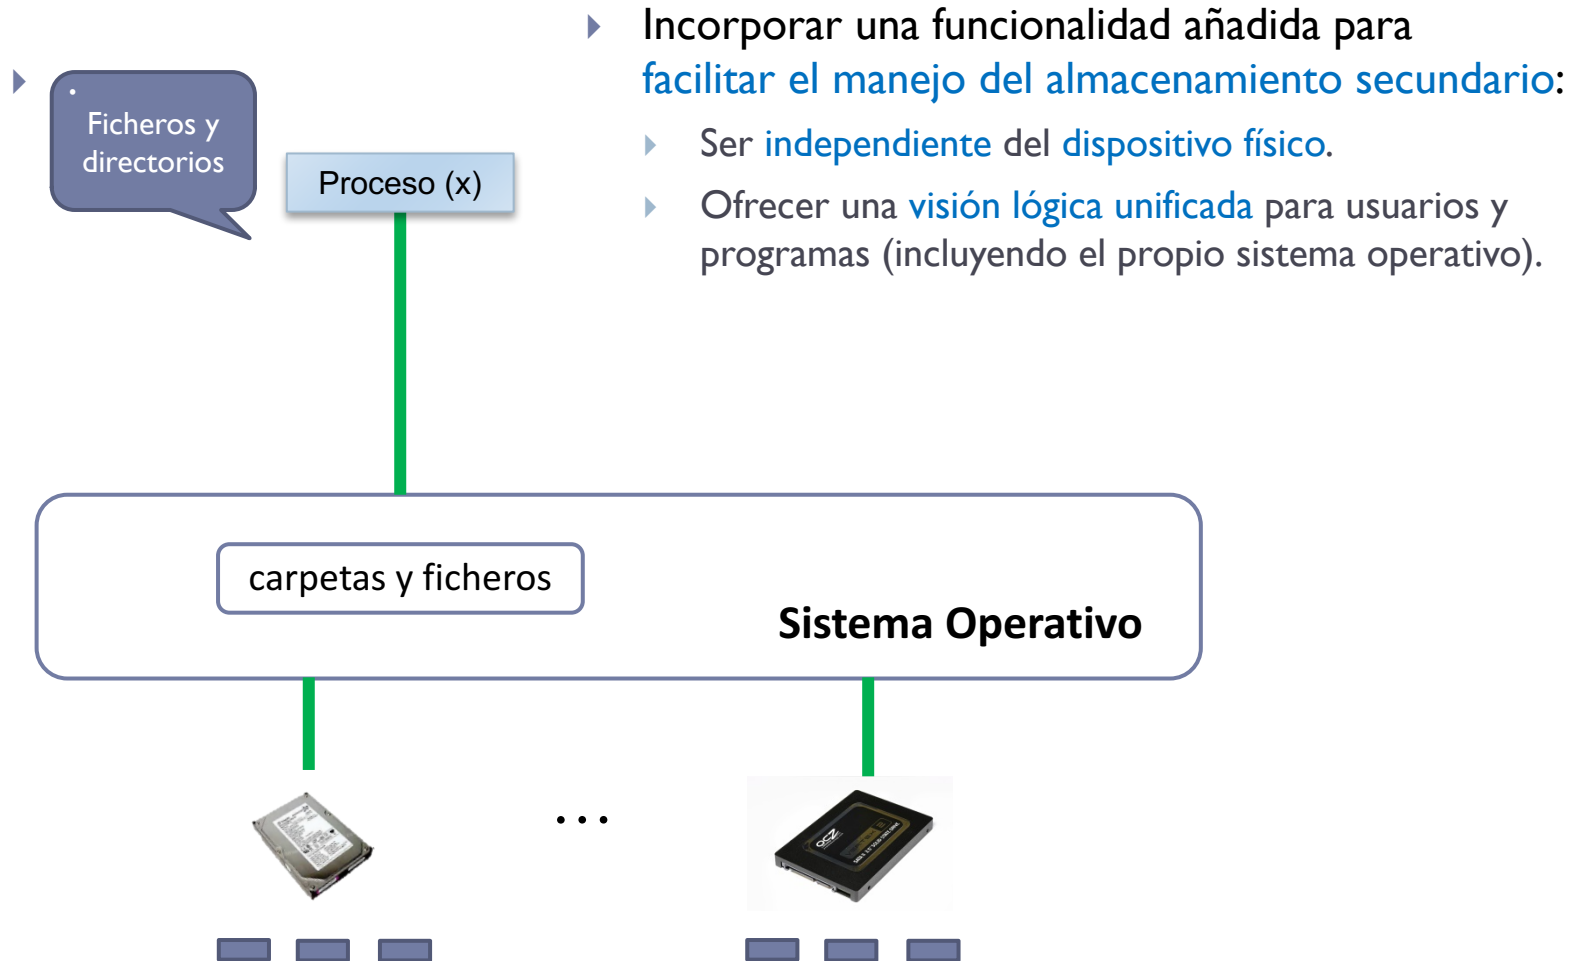 Incorporar una funcionalidad añadida para
facilitar el manejo del almacenamiento secundario:
Ser independiente del dispositivo físico.
Ofrecer una visión lógica unificada para usuarios y
programas (incluyendo el propio sistema operativo).
Ficheros y
directorios
Proceso (x)
carpetas y ficheros
Sistema Operativo
...
OCZ